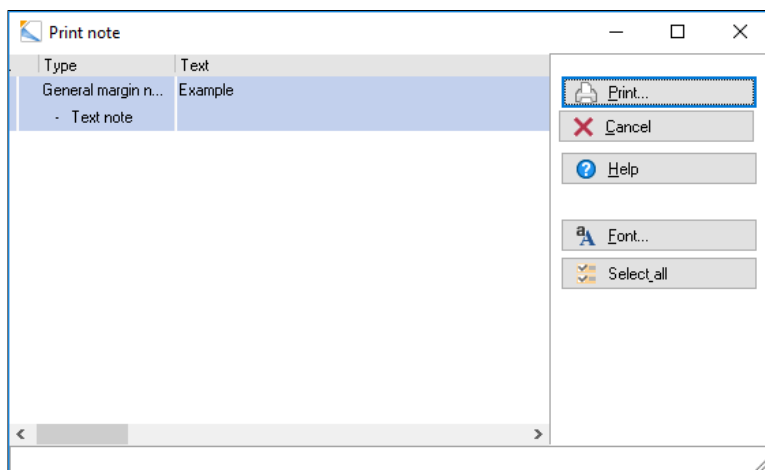 Print note
. Type Text
General margin n... Example
- Text note
Print...
Cancel
Help
Font...
Select all